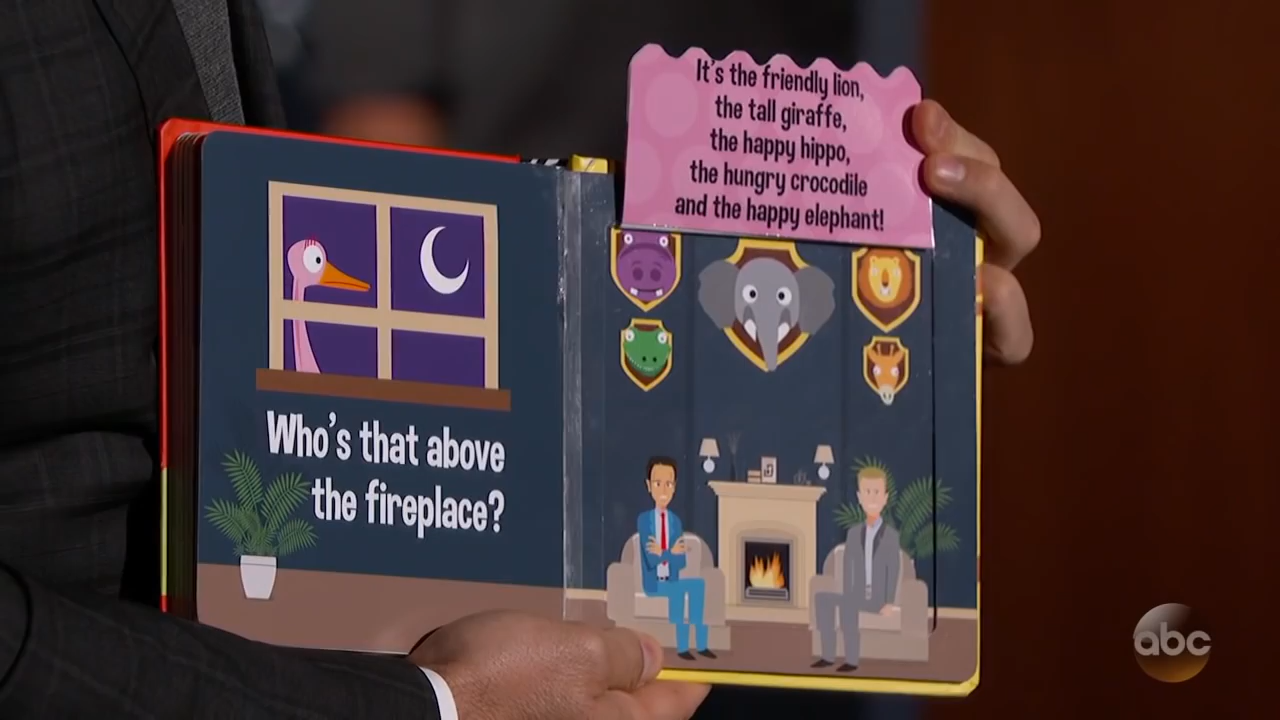 It's the friendly lion,
the tall giraffe,
the happy hippo,
the hungry crocodile
and the happy elephant!
Who's that above
the fireplace?
abc